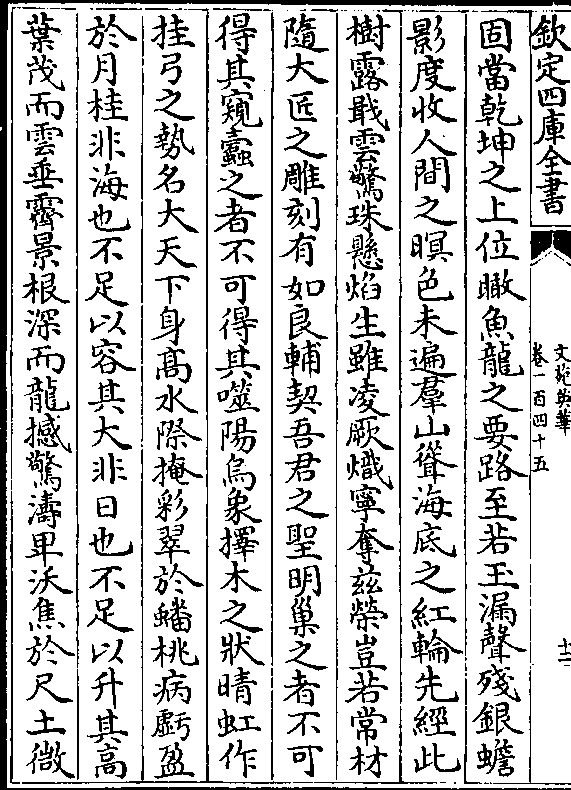 欽定四庫全書
文苑英華
卷一百四十五
十二
固當乾坤之上位瞰魚龍之要路至若玉漏聲殘銀蟾
影度收人間之暝色未遍羣山聳海底之紅輪先經此
樹露戢雲驚珠懸焰生雖凌厥熾寧奪兹榮豈若常材
隨大匠之雕刻有如良輔契吾君之聖明巢之者不可
得其窺蠧之者不可得其噬陽烏象擇木之狀晴虹作
挂弓之勢名大天下身髙水際掩彩翠於蟠桃病虧盈
於月桂非海也不足以容其大非日也不足以升其高
葉茂而雲垂霽景根深而龍撼驚濤卑沃焦於尺土微